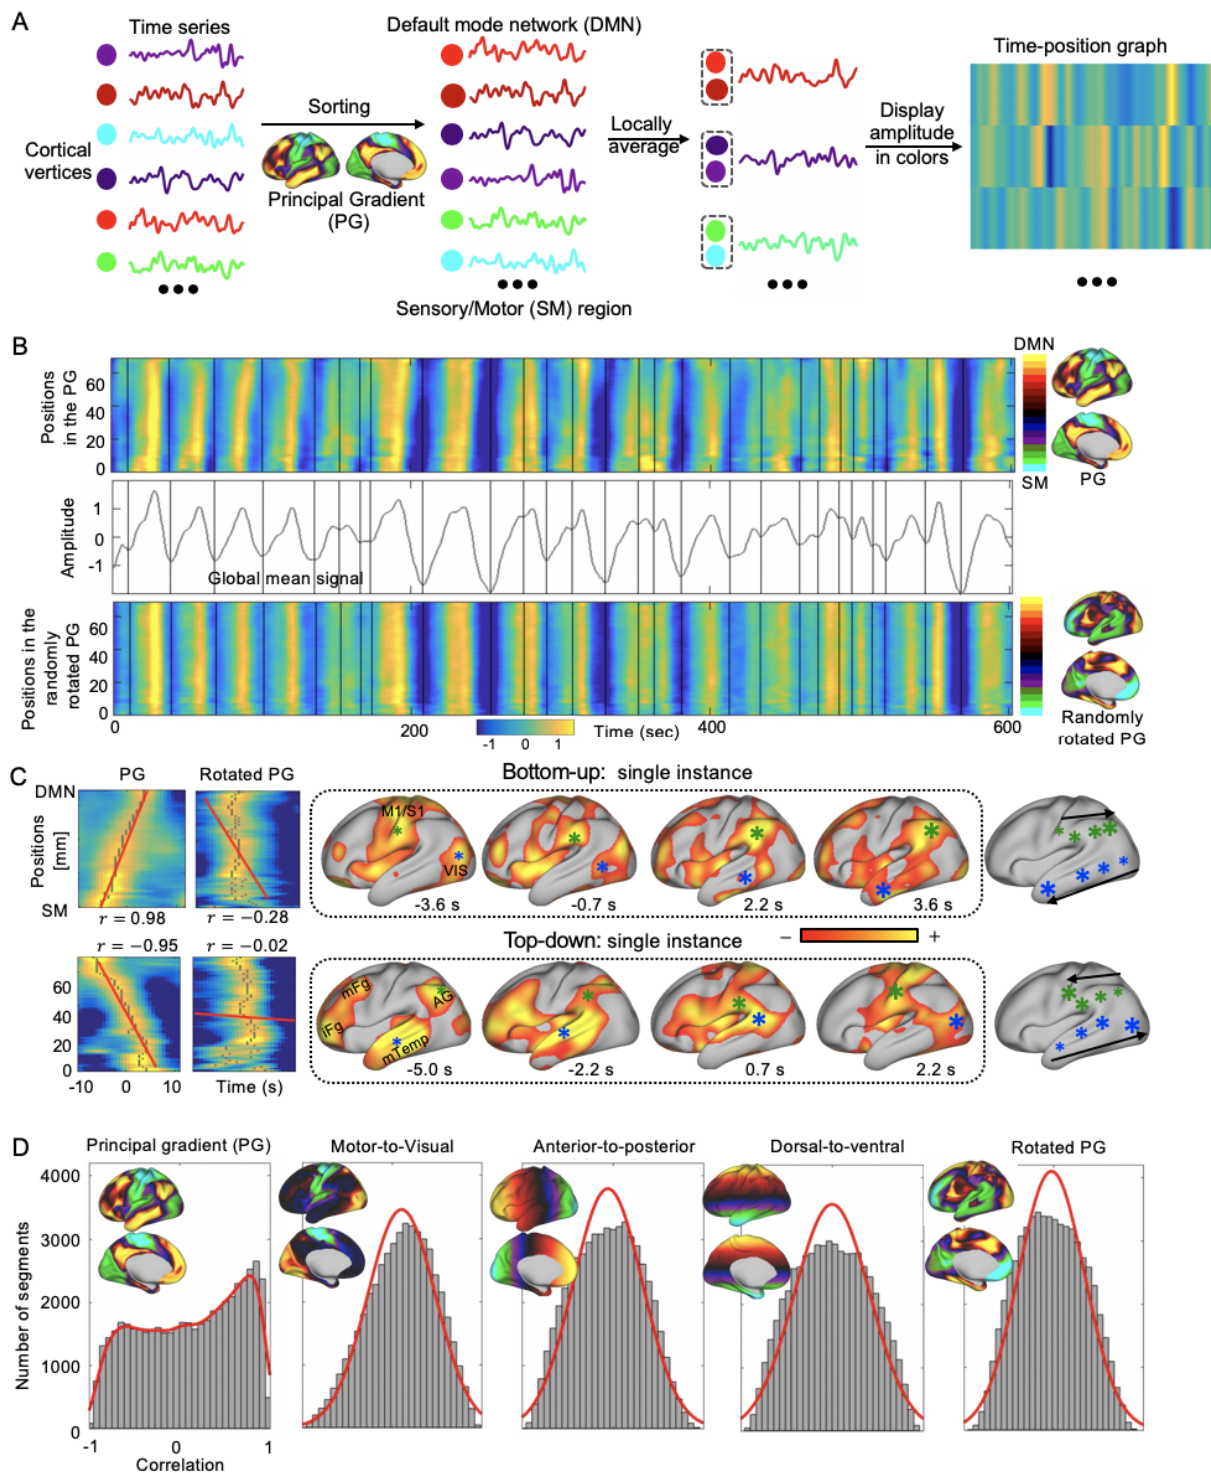 A
Time series
Default mode network (DMN)
Time-position graph
Sorting
Cortical
vertices
Principal Gradient
(PG)
Locally
average
Display
amplitude
in colors
Sensory/Motor (SM) region
B
Positions
in the PG
60
40
20
0
DMN
SM
PG
Amplitude
1
0
-1
Global mean signal
Positions in the
randomly
rotated PG
60
40
20
0
0
200
400
600
-1 0 1
Time (sec)
Randomly
rotated PG
C
PG
Rotated PG
Bottom-up: single instance
DMN
Positions
[mm]
SM
r = 0.98
r = −0.28
M1/S1
VIS
-3.6 s
-0.7 s
2.2 s
3.6 s
r = −0.95
r = −0.02
Top-down: single instance
− +
60
40
20
0
-10 0 10
Time (s)
mFg
iFg
AG
mTemp
-5.0 s
-2.2 s
0.7 s
2.2 s
D
Principal gradient (PG)
Motor-to-Visual
Anterior-to-posterior
Dorsal-to-ventral
Rotated PG
Number of segments
4000
3000
2000
1000
0
-1 0 1
Correlation